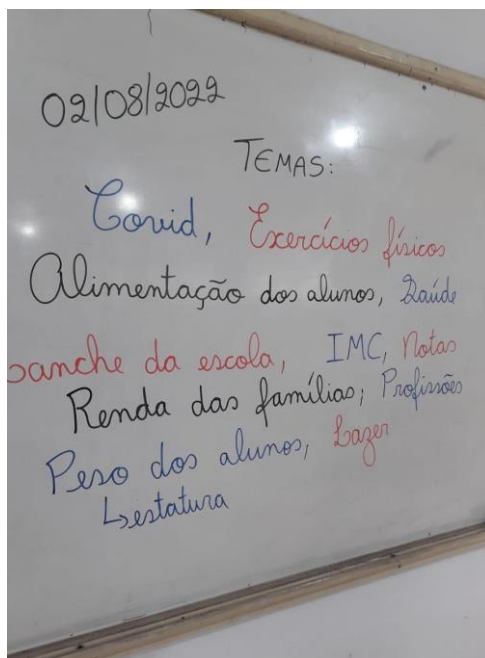 02/08/2022
TEMAS:
Covid, Exercícios físicos
Alimentação dos alunos, Saúde
Lanche da escola, IMC, Notas
Renda das famílias; Profissões
Peso dos alunos, Lazer
↳estatura